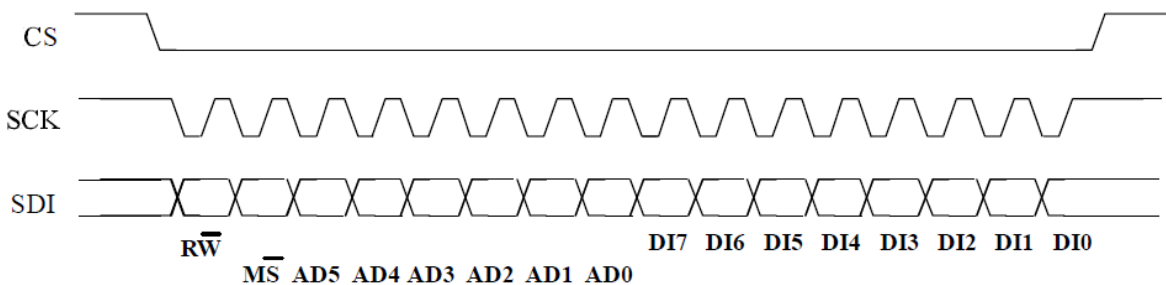 CS
SCK
SDI
RW̅ DI7 DI6 DI5 DI4 DI3 DI2 DI1 DI0
MS̅ AD5 AD4 AD3 AD2 AD1 AD0